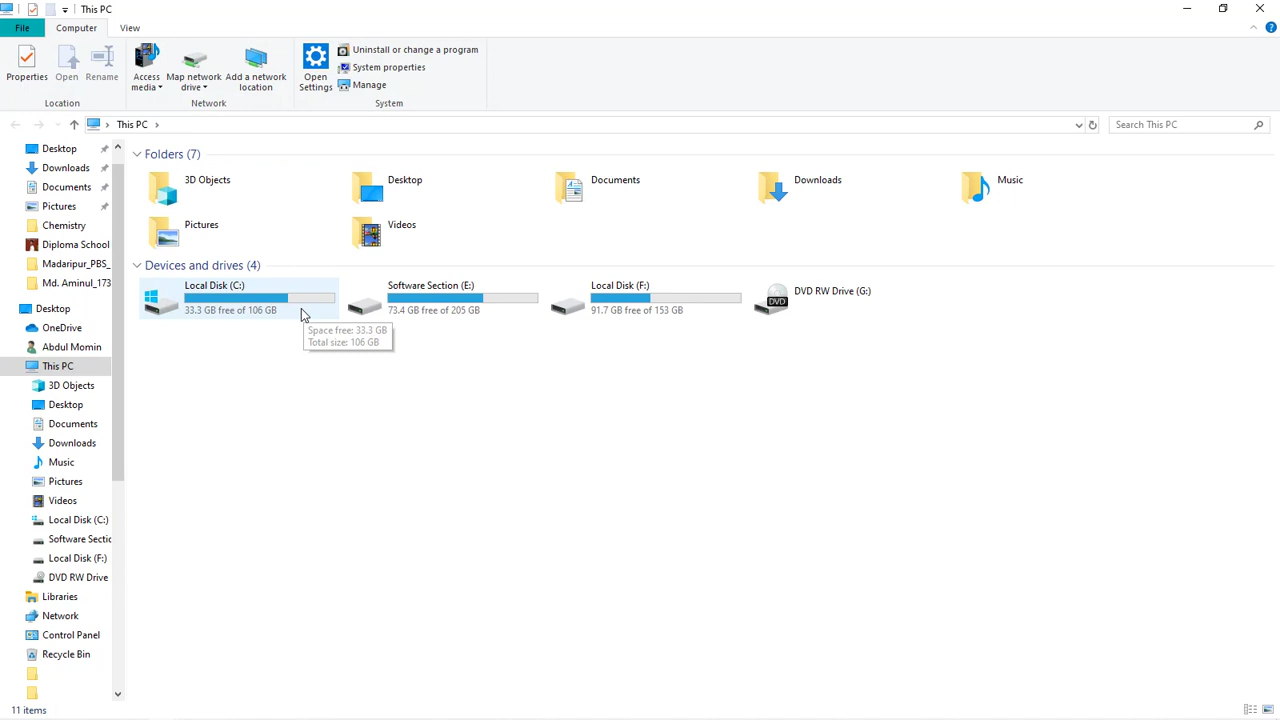 This PC
File
Computer
View
Properties
Open
Rename
Access media
Map network drive
Add a network location
Open Settings
Uninstall or change a program
System properties
Manage
Location
Network
System
This PC
Search This PC
Desktop
Downloads
Documents
Pictures
Chemistry
Diploma School
Madaripur_PBS_
Md. Aminul_173
Desktop
OneDrive
Abdul Momin
This PC
3D Objects
Desktop
Documents
Downloads
Music
Pictures
Videos
Local Disk (C:)
Software Sectio
Local Disk (F:)
DVD RW Drive
Libraries
Network
Control Panel
Recycle Bin
Folders (7)
3D Objects
Desktop
Documents
Downloads
Music
Pictures
Videos
Devices and drives (4)
Local Disk (C:)
33.3 GB free of 106 GB
Software Section (E:)
73.4 GB free of 205 GB
Local Disk (F:)
91.7 GB free of 153 GB
DVD RW Drive (G:)
DVD
Space free: 33.3 GB
Total size: 106 GB
11 items